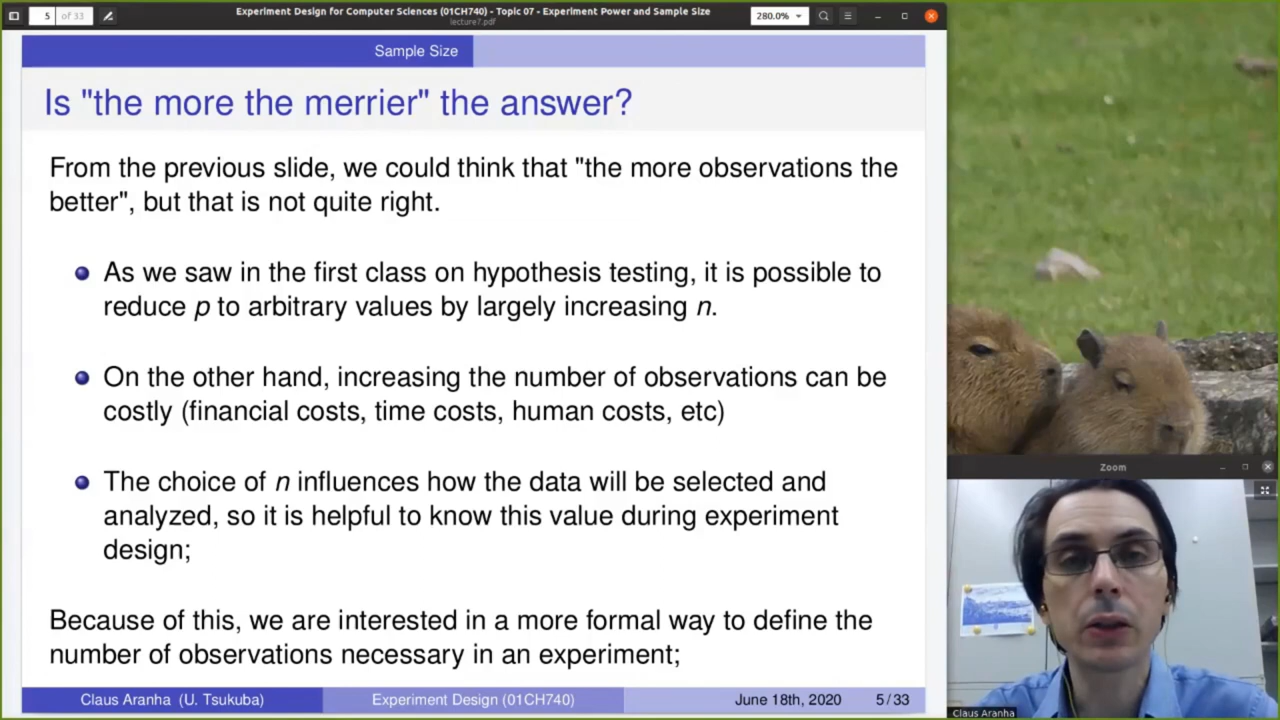 5 of 33
Experiment Design for Computer Sciences (01CH740) - Topic 07 - Experiment Power and Sample Size
lecture7.pdf
280.0%
Sample Size
Is "the more the merrier" the answer?
From the previous slide, we could think that "the more observations the
better", but that is not quite right.
As we saw in the first class on hypothesis testing, it is possible to
reduce p to arbitrary values by largely increasing n.
On the other hand, increasing the number of observations can be
costly (financial costs, time costs, human costs, etc)
The choice of n influences how the data will be selected and
analyzed, so it is helpful to know this value during experiment
design;
Because of this, we are interested in a more formal way to define the
number of observations necessary in an experiment;
Claus Aranha (U. Tsukuba) Experiment Design (01CH740) June 18th, 2020 5/33
Zoom
Claus Aranha